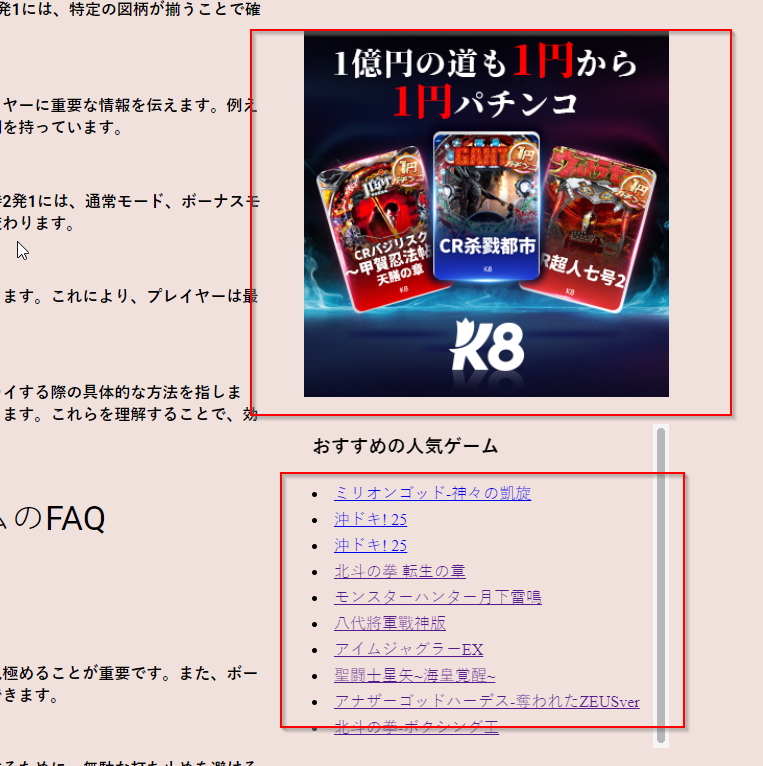 発1には、特定の図柄が揃うことで確
ヤーに重要な情報を伝えます。例え
を持っています。
2発1には、通常モード、ボーナスモ
わります。
ます。これにより、プレイヤーは最
イする際の具体的な方法を指しま
ます。これらを理解することで、効
ムのFAQ
極めることが重要です。また、ボー
きます。
1億円の道も1円から
1円パチンコ
1円
CRバジリスク
～甲賀忍法帖
天膳の章
K8
GANTZ
1円
CR杀戮都市
K8
1円
CR超人七号2
K8
K8
おすすめの人気ゲーム
• ミリオンゴッド-神々の凱旋
• 沖ドキ! 25
• 沖ドキ! 25
• 北斗の拳 転生の章
• モンスターハンター月下雷鳴
• 八代將軍戰神版
• アイムジャグラーEX
• 聖闘士星矢~海皇覚醒~
• アナザーゴッドハーデス-奪われたZEUSver
• 北斗の拳-ボクシング王